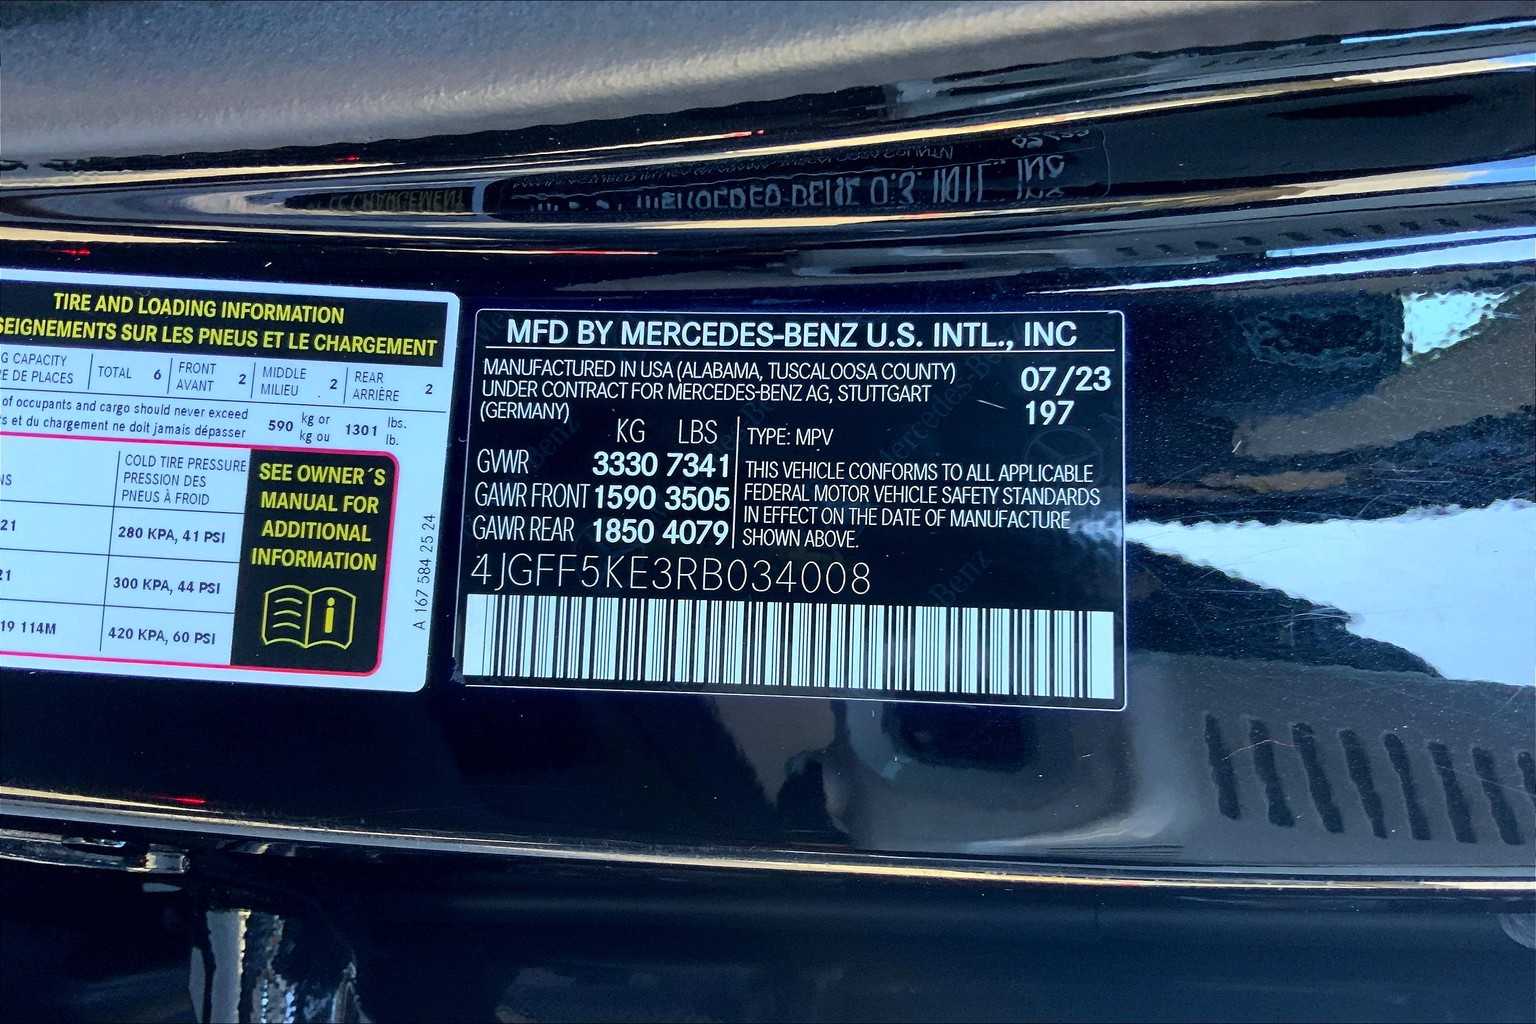 TIRE AND LOADING INFORMATION
SEIGNEMENTS SUR LES PNEUS ET LE CHARGEMENT
G CAPACITY
RE DE PLACES
TOTAL 6
FRONT
AVANT 2
MIDDLE
MILIEU 2
REAR
ARRIÈRE 2
of occupants and cargo should never exceed
ts et du chargement ne doit jamais dépasser
590 kg or
kg ou
1301 lbs.
lb.
NS
COLD TIRE PRESSURE
PRESSION DES
PNEUS À FROID
21
280 KPA, 41 PSI
21
300 KPA, 44 PSI
19 114M
420 KPA, 60 PSI
SEE OWNER´S
MANUAL FOR
ADDITIONAL
INFORMATION
A 167 584 25 24
MFD BY MERCEDES-BENZ U.S. INTL., INC
MANUFACTURED IN USA (ALABAMA, TUSCALOOSA COUNTY)
UNDER CONTRACT FOR MERCEDES-BENZ AG, STUTTGART
(GERMANY)
07/23
197
KG LBS
GVWR 3330 7341
GAWR FRONT 1590 3505
GAWR REAR 1850 4079
TYPE: MPV
THIS VEHICLE CONFORMS TO ALL APPLICABLE
FEDERAL MOTOR VEHICLE SAFETY STANDARDS
IN EFFECT ON THE DATE OF MANUFACTURE
SHOWN ABOVE.
4JGFF5KE3RB034008